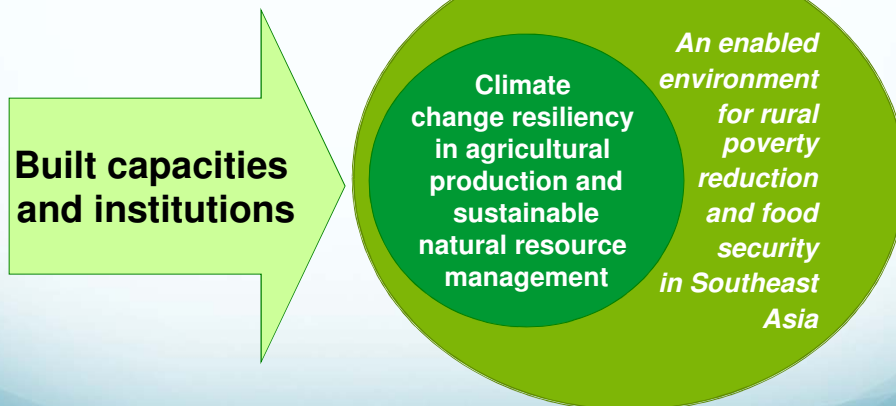 Built capacities
and institutions
Climate
change resiliency
in agricultural
production and
sustainable
natural resource
management
An enabled
environment
for rural
poverty
reduction
and food
security
in Southeast
Asia